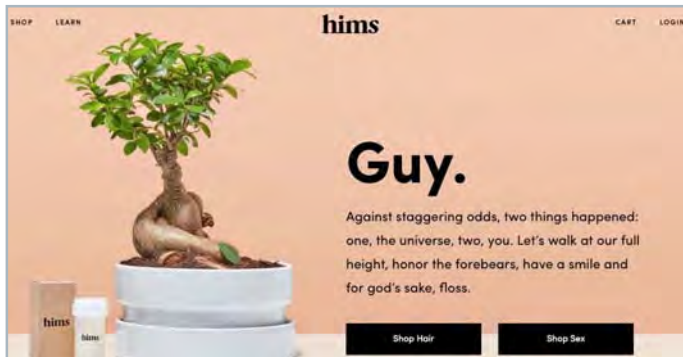 SHOP LEARN hims CART LOGIN
Guy.
Against staggering odds, two things happened:
one, the universe, two, you. Let's walk at our full
height, honor the forebears, have a smile and
for god's sake, floss.
hims
hims
Shop Hair Shop Sex